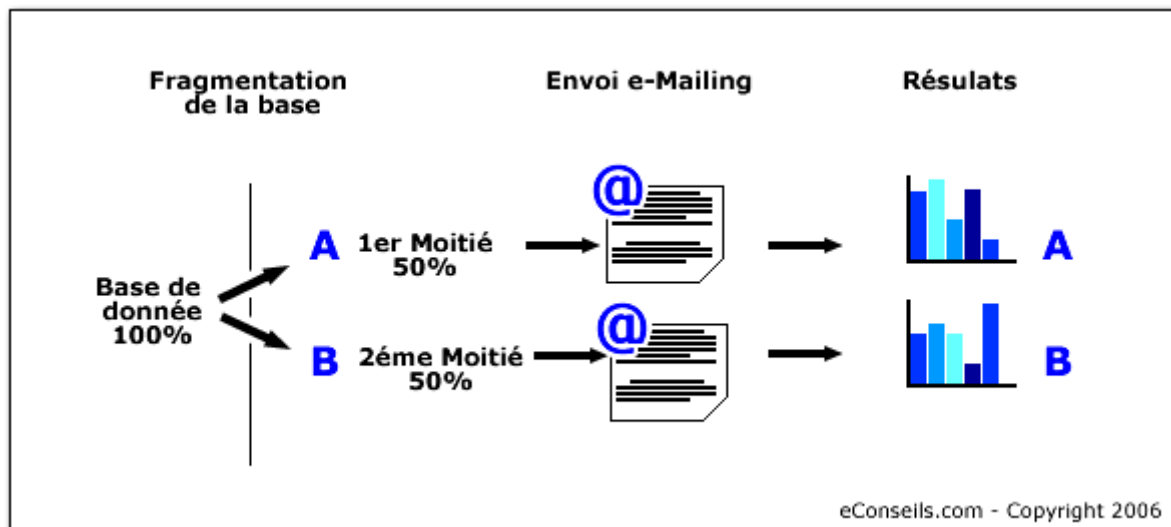 Fragmentation
de la base
Envoi e-Mailing
Résulats
Base de
donnée
100%
A
1er Moitié
50%
@
A
B
2éme Moitié
50%
@
B
eConseils.com - Copyright 2006